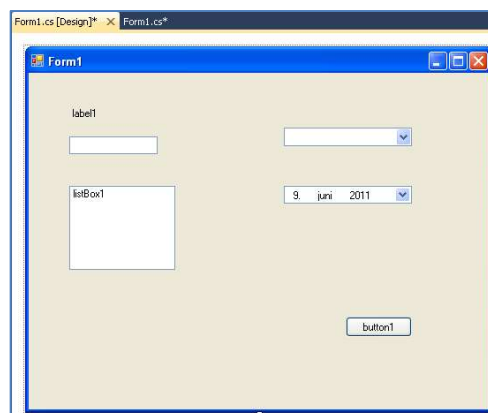 Form1.cs [Design]* Form1.cs*
Form1
label1
listBox1
9. juni 2011
button1